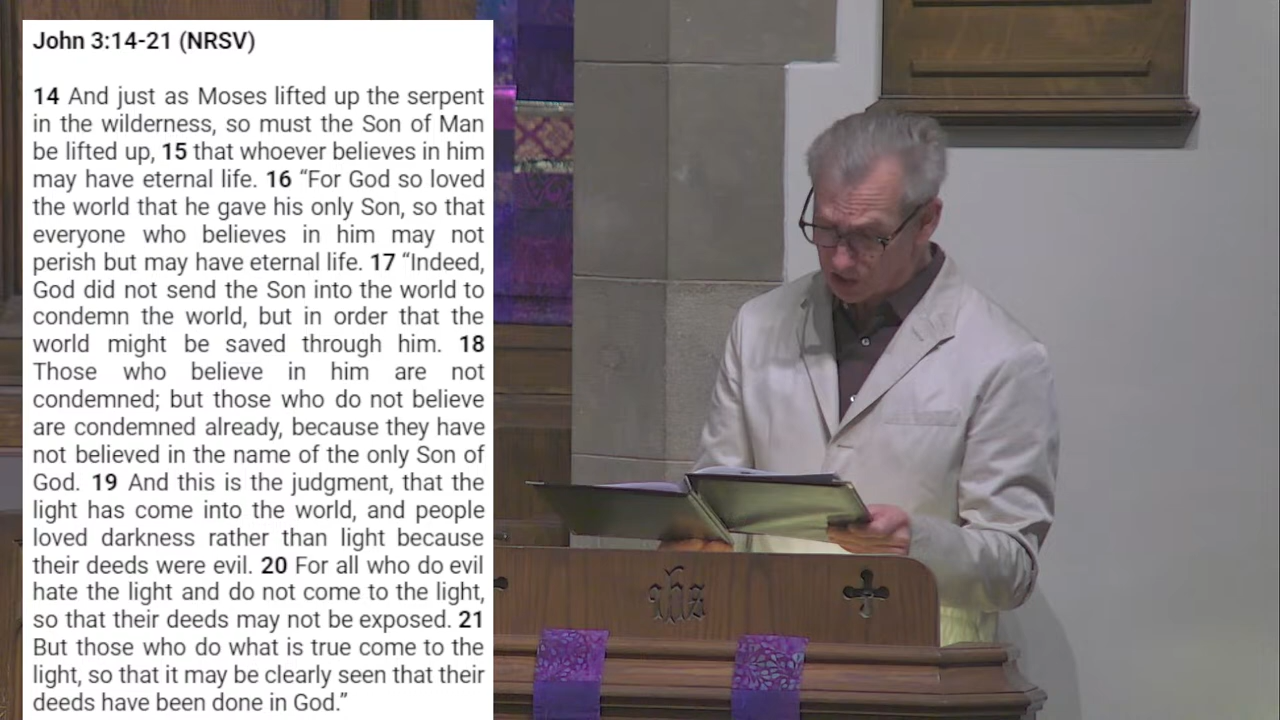 John 3:14-21 (NRSV)
14 And just as Moses lifted up the serpent
in the wilderness, so must the Son of Man
be lifted up, 15 that whoever believes in him
may have eternal life. 16 “For God so loved
the world that he gave his only Son, so that
everyone who believes in him may not
perish but may have eternal life. 17 “Indeed,
God did not send the Son into the world to
condemn the world, but in order that the
world might be saved through him. 18
Those who believe in him are not
condemned; but those who do not believe
are condemned already, because they have
not believed in the name of the only Son of
God. 19 And this is the judgment, that the
light has come into the world, and people
loved darkness rather than light because
their deeds were evil. 20 For all who do evil
hate the light and do not come to the light,
so that their deeds may not be exposed. 21
But those who do what is true come to the
light, so that it may be clearly seen that their
deeds have been done in God.”
ihs